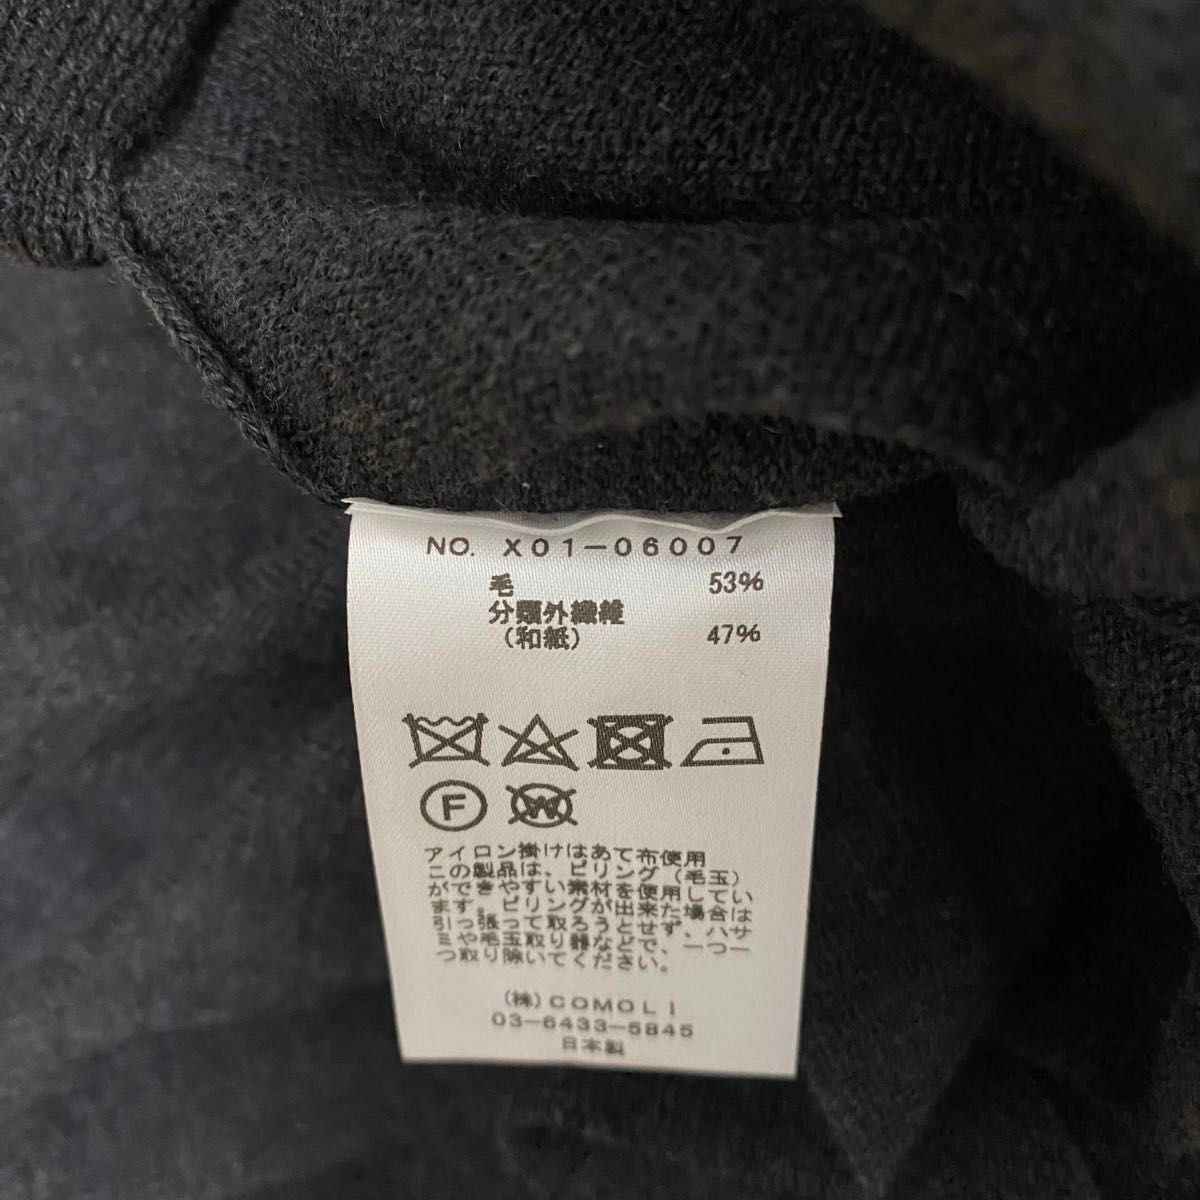 NO. X01-06007
毛 53%
分類外繊維
(和紙) 47%
F W
アイロン掛けはあて布使用
この製品は、ピリング(毛玉)
ができやすい素材を使用してい
ます。ピリングが出来た場合は
引っ張って取ろうとせず、ハサ
ミや毛玉取り器などで、一つ一
つ取り除いてください。
(株)COMOLI
03-6433-5845
日本製